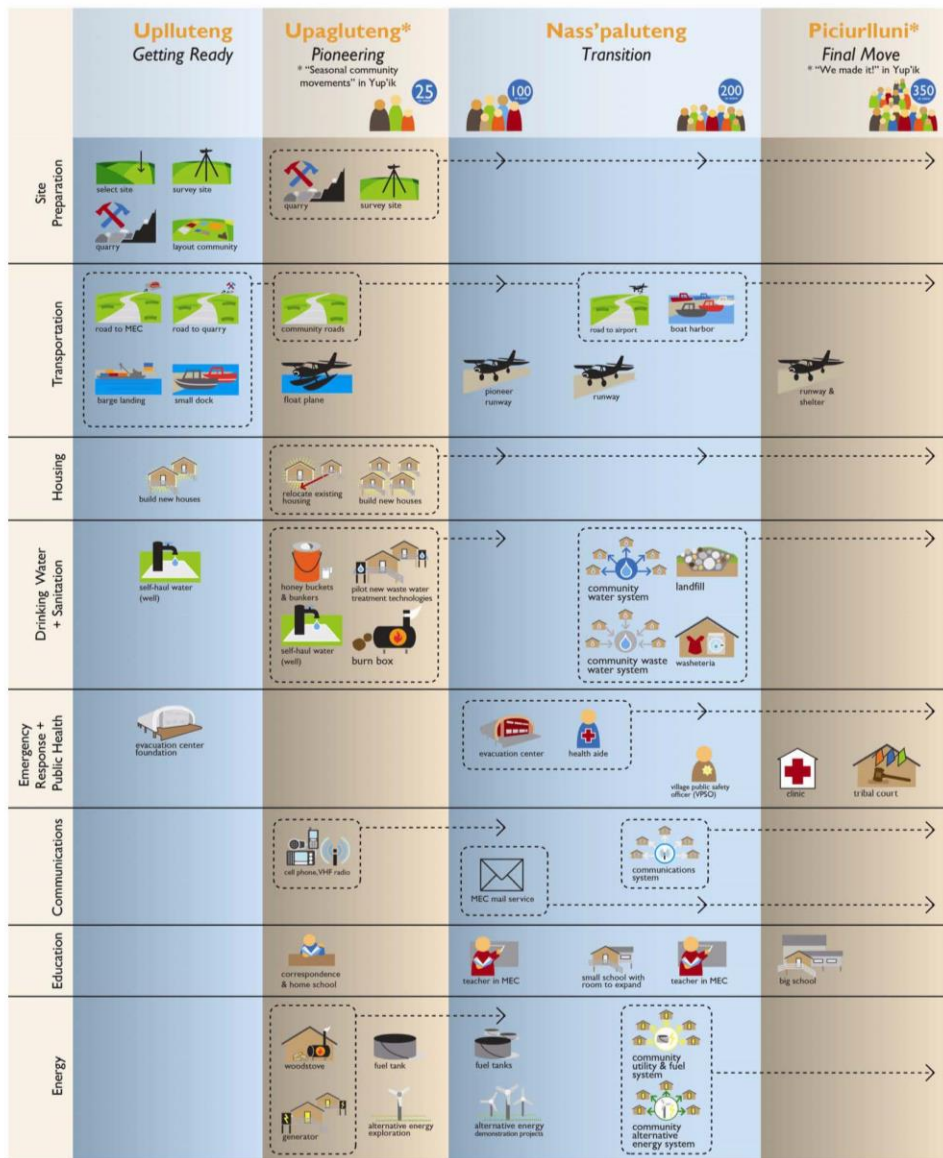 Uplluteng
Getting Ready
Upagluteng*
Pioneering
* "Seasonal community
movements" in Yup'ik
25
Nass'paluteng
Transition
100
200
Piciurlluni*
Final Move
* "We made it!" in Yup'ik
350
Site
Preparation
select site
survey site
quarry
layout community
quarry
survey site
Transportation
road to MEC
road to quarry
barge landing
small dock
community roads
float plane
pioneer
runway
road to airport
boat harbor
runway
runway &
shelter
Housing
build new houses
relocate existing
housing
build new houses
Drinking Water
+ Sanitation
self-haul water
(well)
honey buckets
& bunkers
pilot new waste water
treatment technologies
self-haul water
(well)
burn box
community
water system
landfill
community waste
water system
washeteria
Emergency
Response +
Public Health
evacuation center
foundation
evacuation center
health aide
village public safety
officer (VPSO)
clinic
tribal court
Communications
cell phone, VHF radio
MEC mail service
communications
system
Education
correspondence
& home school
teacher in MEC
small school with
room to expand
teacher in MEC
big school
Energy
woodstove
fuel tank
generator
alternative energy
exploration
fuel tanks
alternative energy
demonstration projects
community
utility & fuel
system
community
alternative
energy system